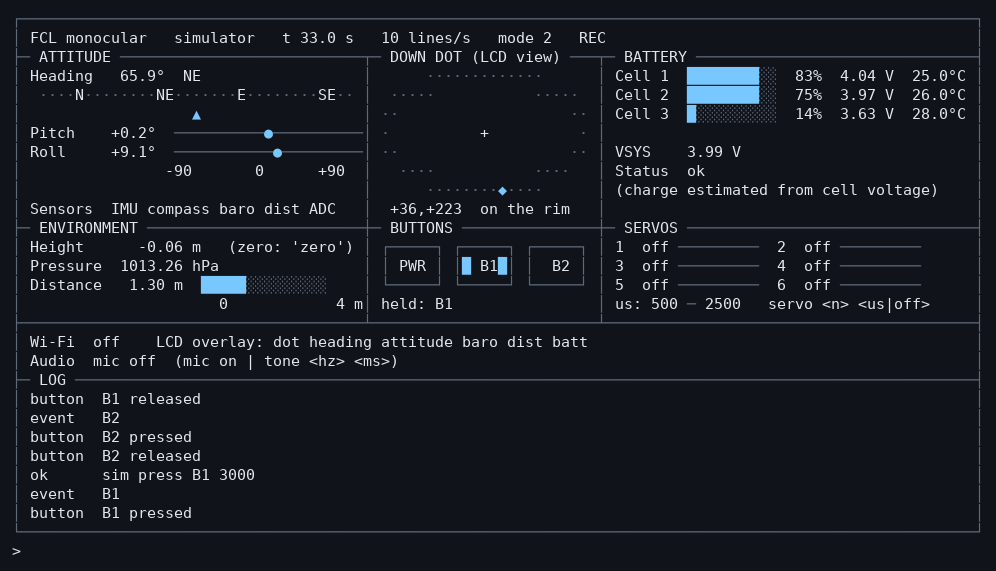 FCL monocular   simulator   t 33.0 s   10 lines/s   mode 2   REC
ATTITUDE
Heading   65.9°  NE
N NE E SE
Pitch    +0.2°
Roll     +9.1°
-90       0      +90
Sensors  IMU compass baro dist ADC
DOWN DOT (LCD view)
+
+36,+223  on the rim
BATTERY
Cell 1   83%  4.04 V  25.0°C
Cell 2   75%  3.97 V  26.0°C
Cell 3   14%  3.63 V  28.0°C
VSYS    3.99 V
Status  ok
(charge estimated from cell voltage)
ENVIRONMENT
Height      -0.06 m   (zero: 'zero')
Pressure  1013.26 hPa
Distance   1.30 m
0            4 m
BUTTONS
PWR   B1   B2
held: B1
SERVOS
1  off   2  off
3  off   4  off
5  off   6  off
us: 500 ─ 2500   servo <n> <us|off>
Wi-Fi  off    LCD overlay: dot heading attitude baro dist batt
Audio  mic off  (mic on | tone <hz> <ms>)
LOG
button  B1 released
event   B2
button  B2 pressed
button  B2 released
ok      sim press B1 3000
event   B1
button  B1 pressed
>